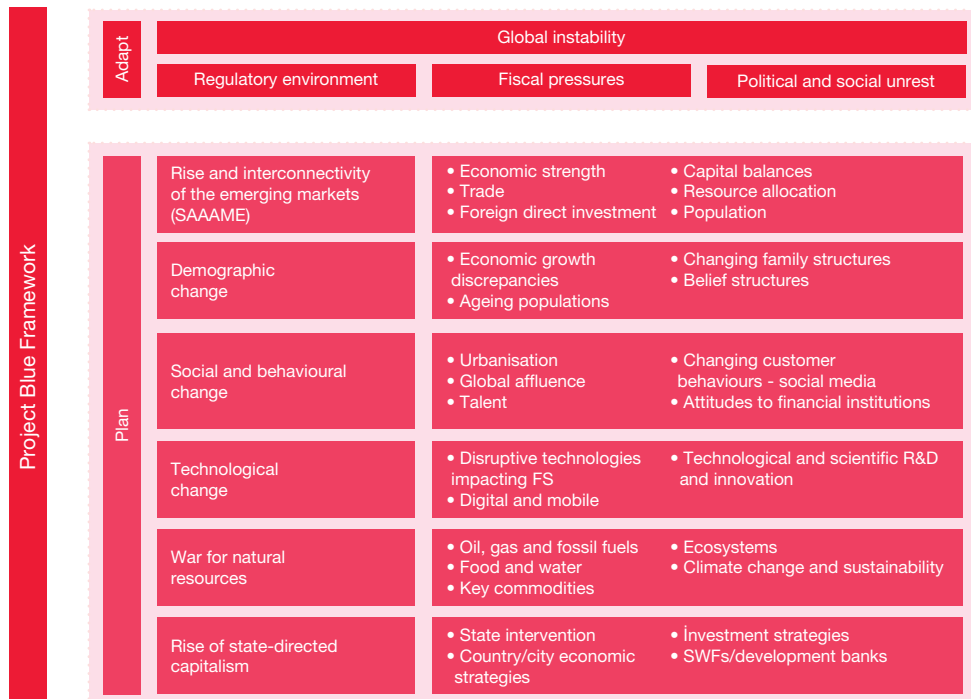 Project Blue Framework
Adapt
Global instability
Regulatory environment
Fiscal pressures
Political and social unrest
Plan
Rise and interconnectivity
of the emerging markets
(SAAAME)
• Economic strength
• Trade
• Foreign direct investment
• Capital balances
• Resource allocation
• Population
Demographic
change
• Economic growth
discrepancies
• Ageing populations
• Changing family structures
• Belief structures
Social and behavioural
change
• Urbanisation
• Global affluence
• Talent
• Changing customer
behaviours - social media
• Attitudes to financial institutions
Technological
change
• Disruptive technologies
impacting FS
• Digital and mobile
• Technological and scientific R&D
and innovation
War for natural
resources
• Oil, gas and fossil fuels
• Food and water
• Key commodities
• Ecosystems
• Climate change and sustainability
Rise of state-directed
capitalism
• State intervention
• Country/city economic
strategies
• İnvestment strategies
• SWFs/development banks